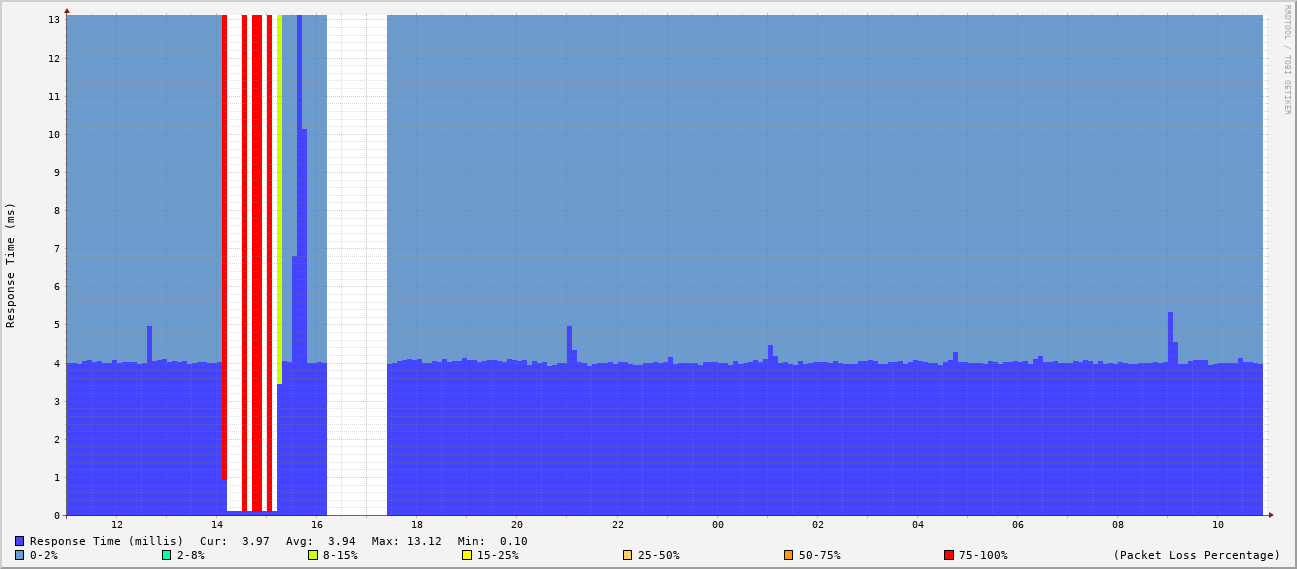 RRDTOOL / TOBI OETIKER
Response Time (ms)
13
12
11
10
9
8
7
6
5
4
3
2
1
0
12 14 16 18 20 22 00 02 04 06 08 10
Response Time (millis) Cur: 3.97 Avg: 3.94 Max: 13.12 Min: 0.10
0-2% 2-8% 8-15% 15-25% 25-50% 50-75% 75-100% (Packet Loss Percentage)